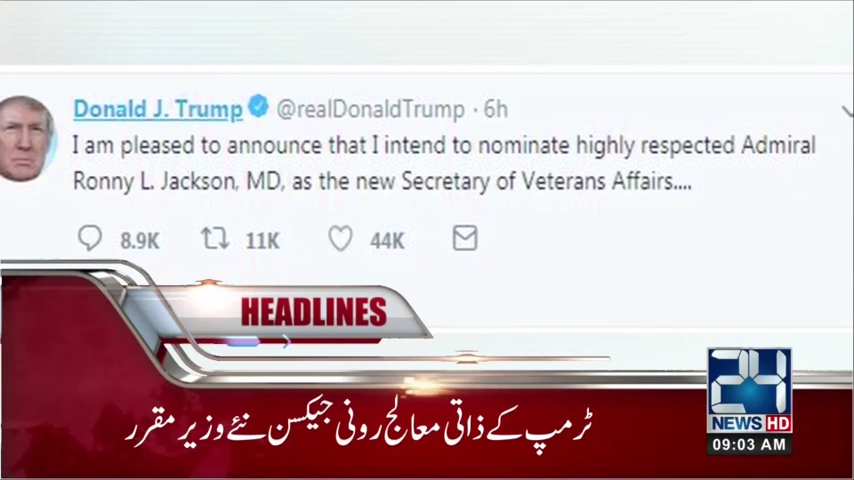 Donald J. Trump @realDonaldTrump · 6h
I am pleased to announce that I intend to nominate highly respected Admiral
Ronny L. Jackson, MD, as the new Secretary of Veterans Affairs....
8.9K 11K 44K
HEADLINES
ٹرمپ کے ذاتی معالج رونی جیکسن نئے وزیر مقرر
24
NEWS HD
09:03 AM